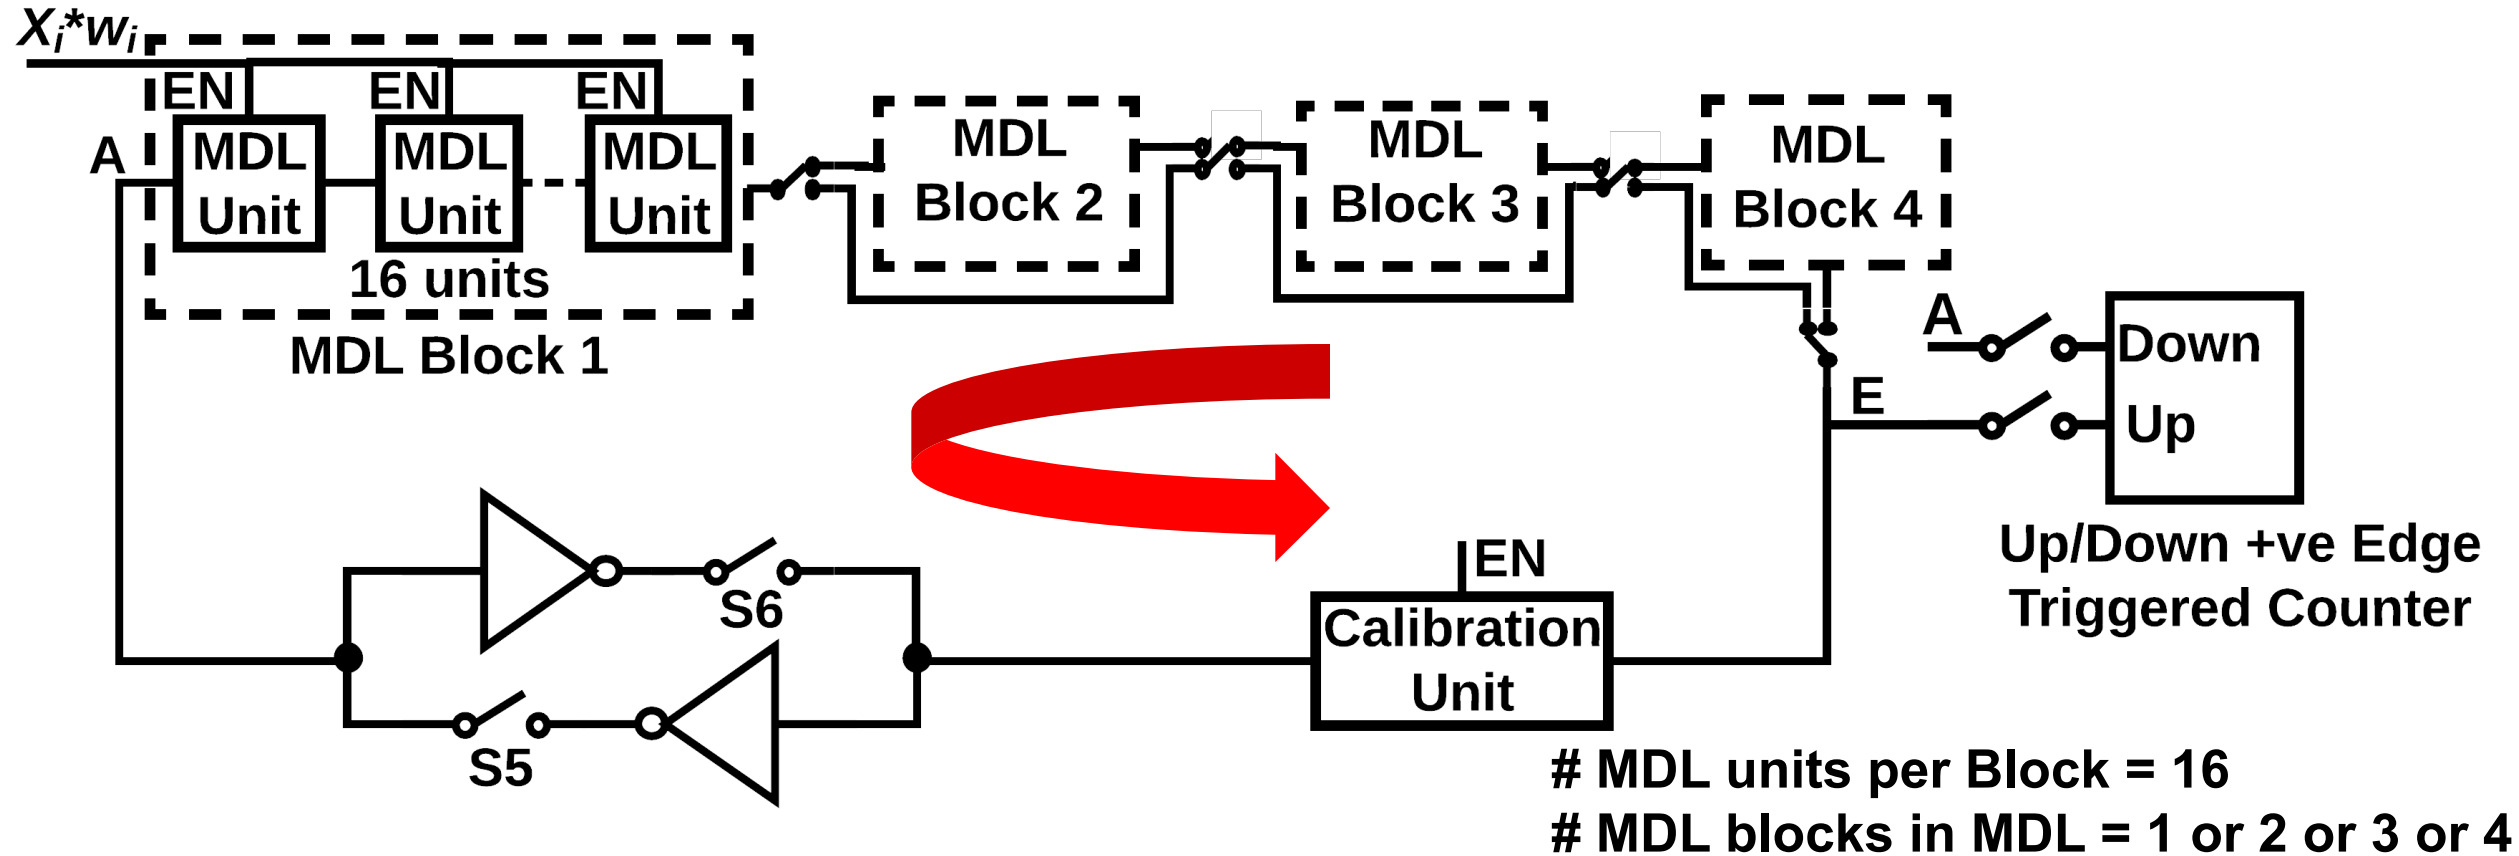 Xi*wi
EN EN EN
A
MDL Unit
MDL Unit
MDL Unit
16 units
MDL Block 1
MDL
Block 2
MDL
Block 3
MDL
Block 4
A
Down
E
Up
Up/Down +ve Edge
Triggered Counter
S6
S5
EN
Calibration
Unit
# MDL units per Block = 16
# MDL blocks in MDL = 1 or 2 or 3 or 4